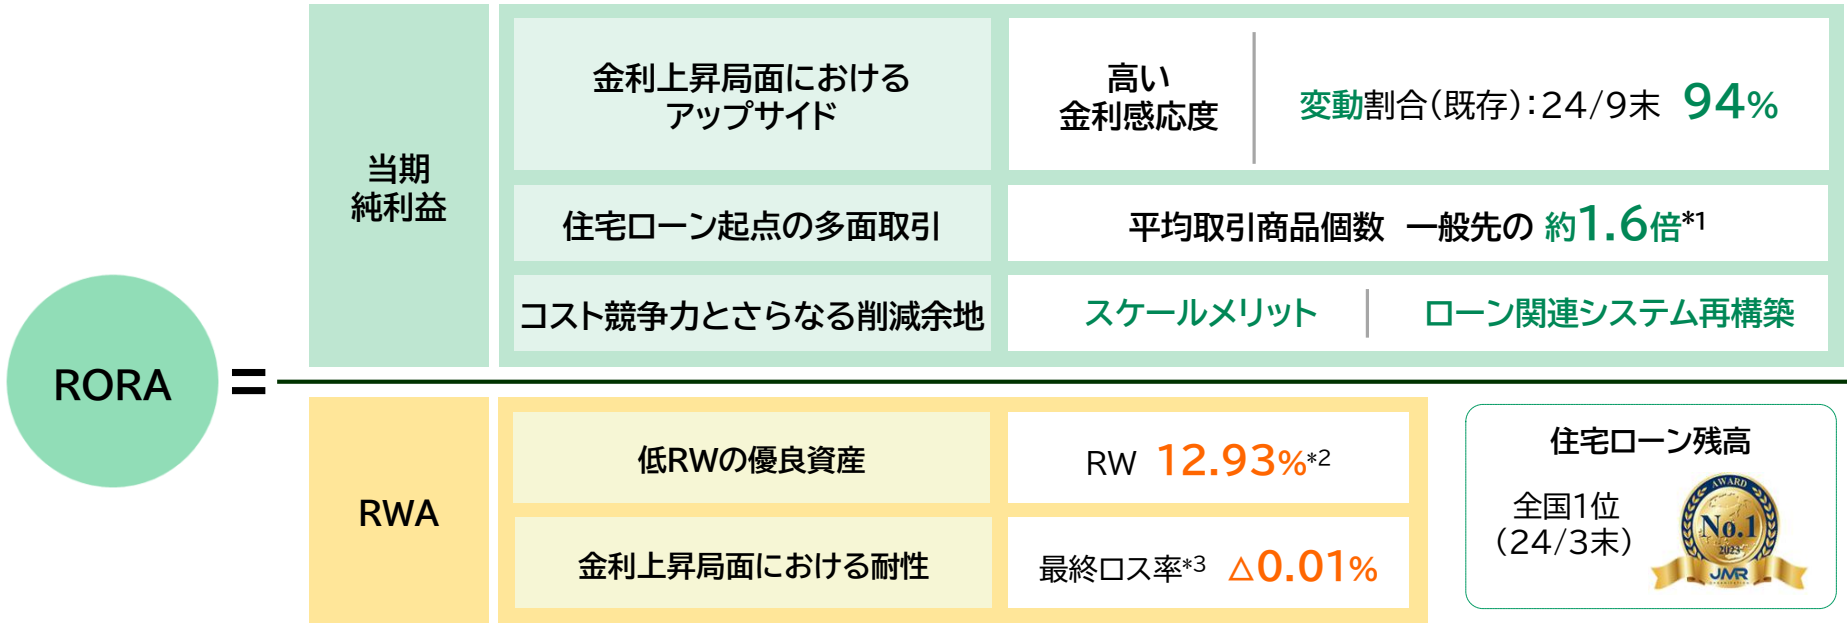 RORA
=
当期
純利益
金利上昇局面における
アップサイド
高い
金利感応度
変動割合(既存):24/9末 94%
住宅ローン起点の多面取引
平均取引商品個数 一般先の 約1.6倍*1
コスト競争力とさらなる削減余地
スケールメリット
ローン関連システム再構築
RWA
低RWの優良資産
RW 12.93%*2
金利上昇局面における耐性
最終ロス率*3 △0.01%
住宅ローン残高
全国1位
(24/3末)
AWARD
No.1
2023
JMR